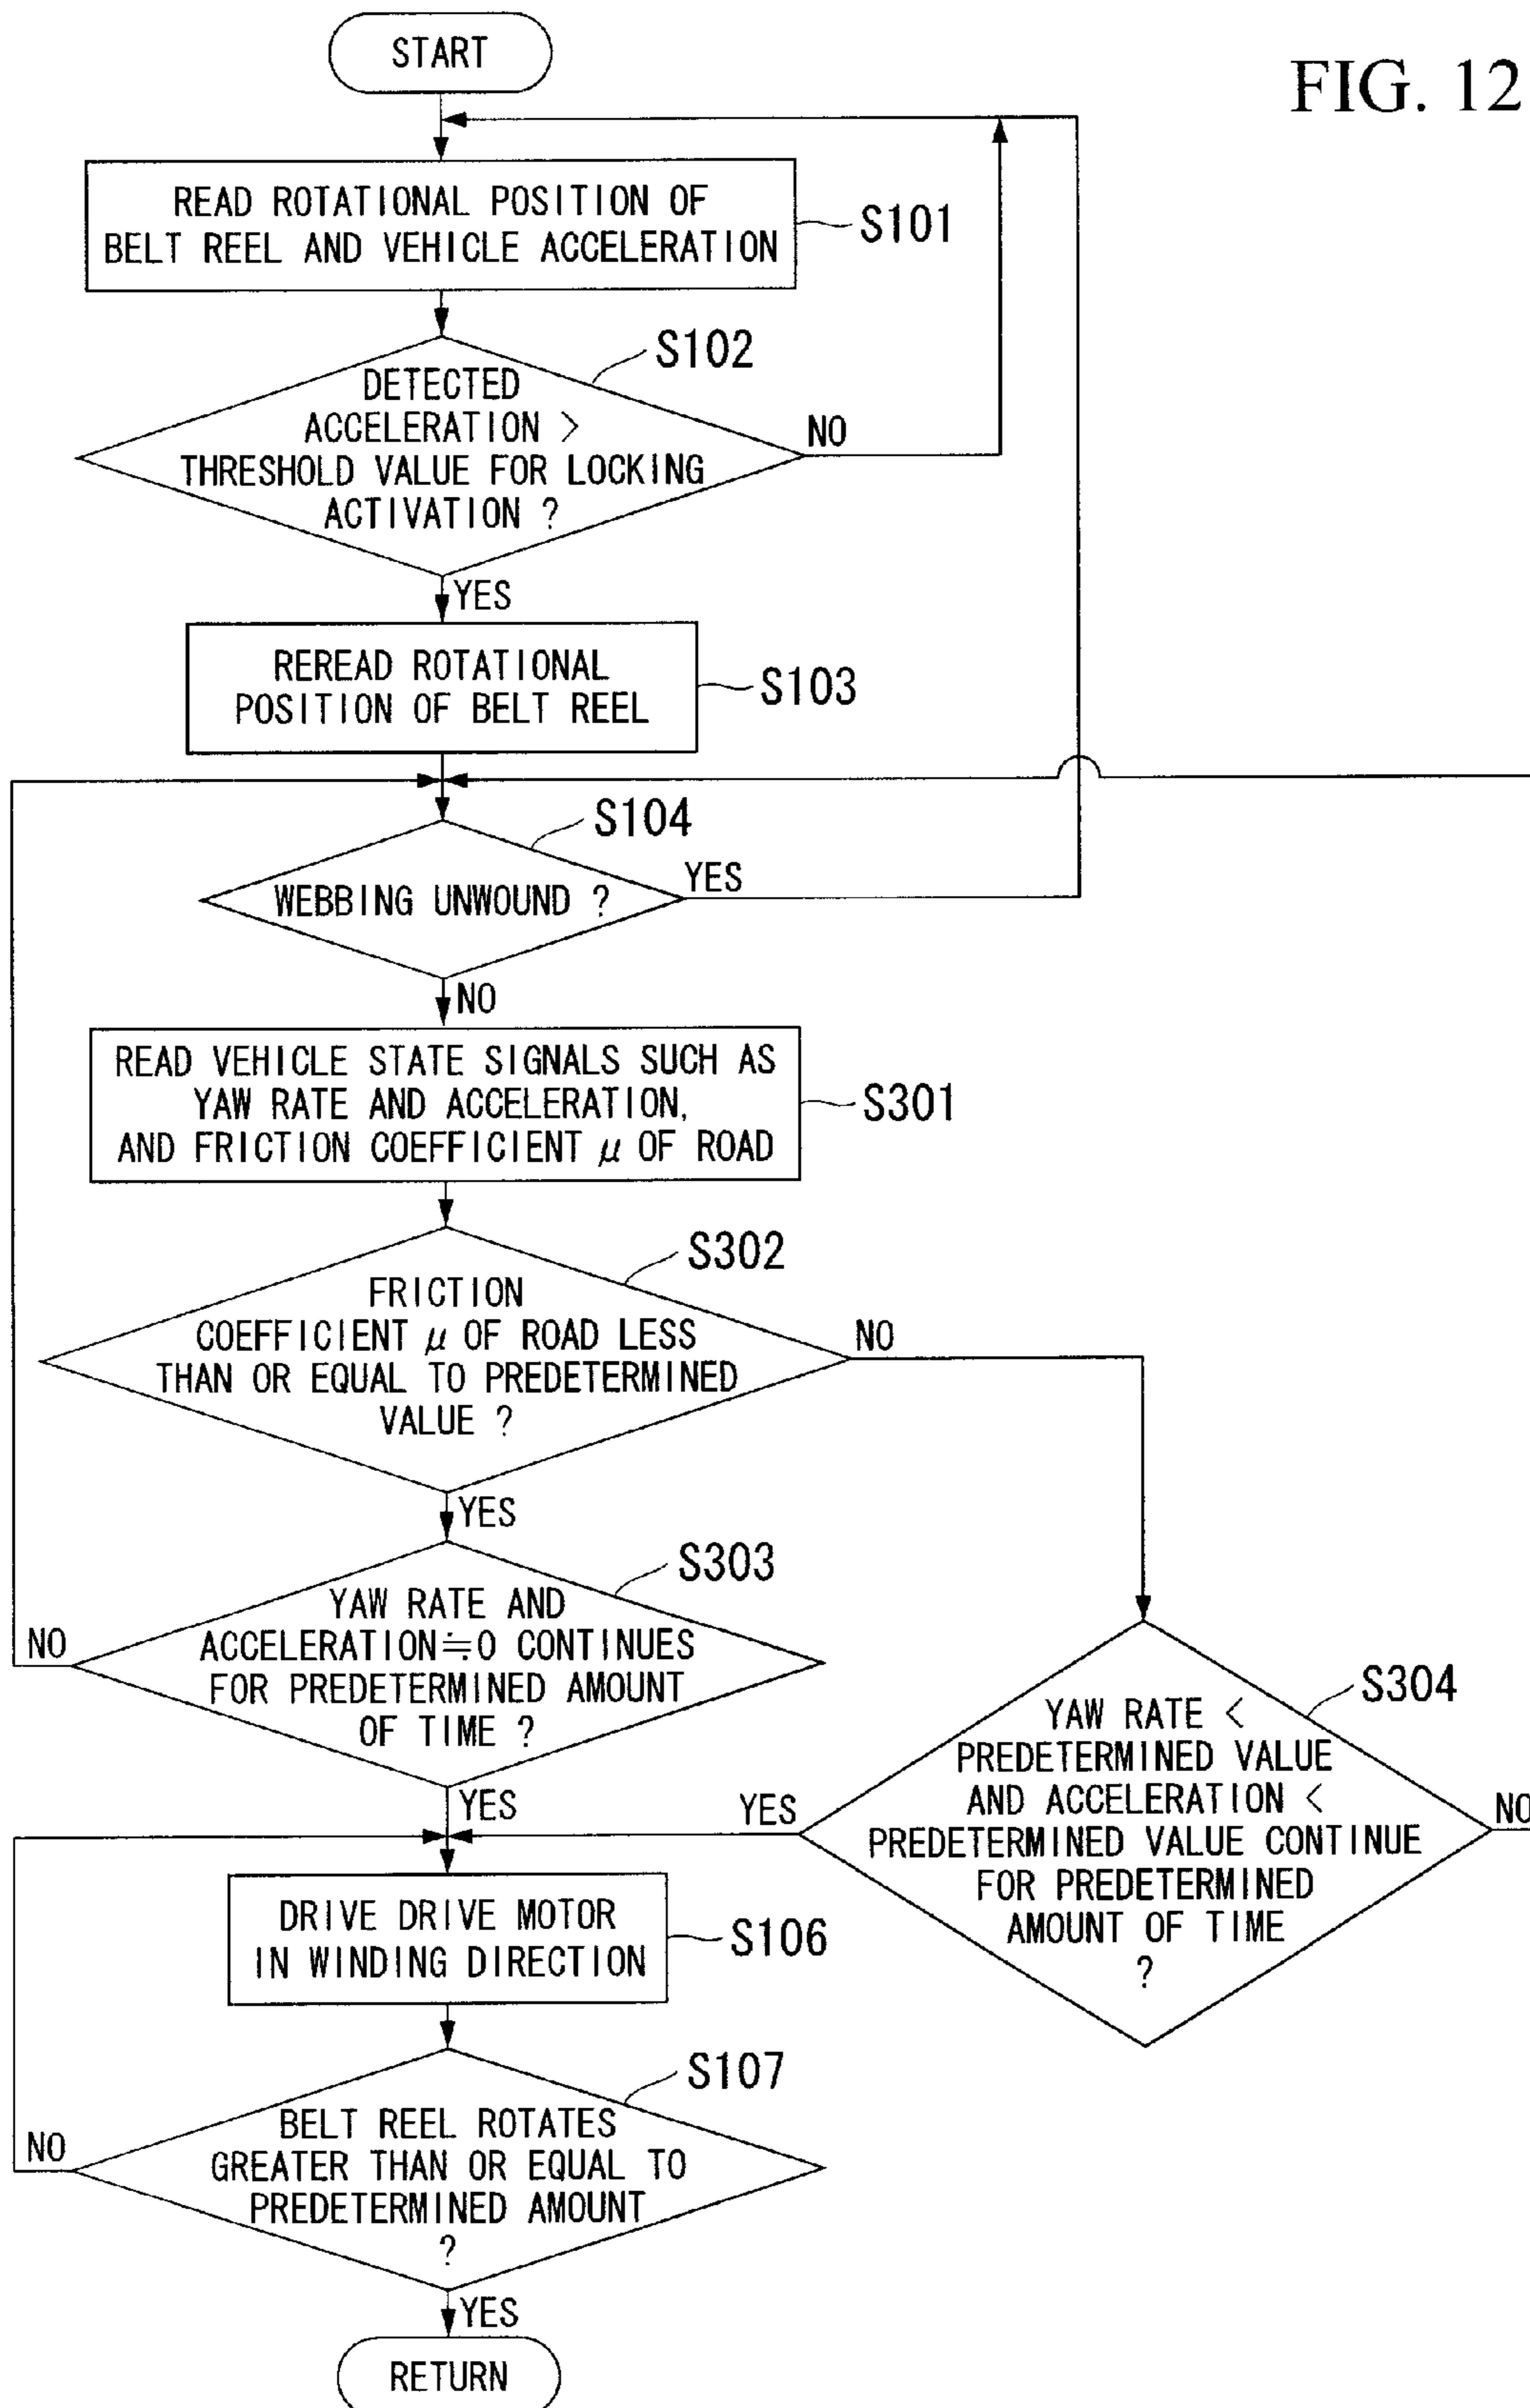 FIG. 12
START
READ ROTATIONAL POSITION OF
BELT REEL AND VEHICLE ACCELERATION
S101
S102
DETECTED
ACCELERATION >
THRESHOLD VALUE FOR LOCKING
ACTIVATION ?
NO
YES
REREAD ROTATIONAL
POSITION OF BELT REEL
S103
S104
WEBBING UNWOUND ?
YES
NO
READ VEHICLE STATE SIGNALS SUCH AS
YAW RATE AND ACCELERATION,
AND FRICTION COEFFICIENT μ OF ROAD
S301
S302
FRICTION
COEFFICIENT μ OF ROAD LESS
THAN OR EQUAL TO PREDETERMINED
VALUE ?
NO
YES
S303
YAW RATE AND
ACCELERATION≒0 CONTINUES
FOR PREDETERMINED AMOUNT
OF TIME ?
NO
YES
S304
YAW RATE <
PREDETERMINED VALUE
AND ACCELERATION <
PREDETERMINED VALUE CONTINUE
FOR PREDETERMINED
AMOUNT OF TIME
?
YES
NO
DRIVE DRIVE MOTOR
IN WINDING DIRECTION
S106
S107
BELT REEL ROTATES
GREATER THAN OR EQUAL TO
PREDETERMINED AMOUNT
?
NO
YES
RETURN